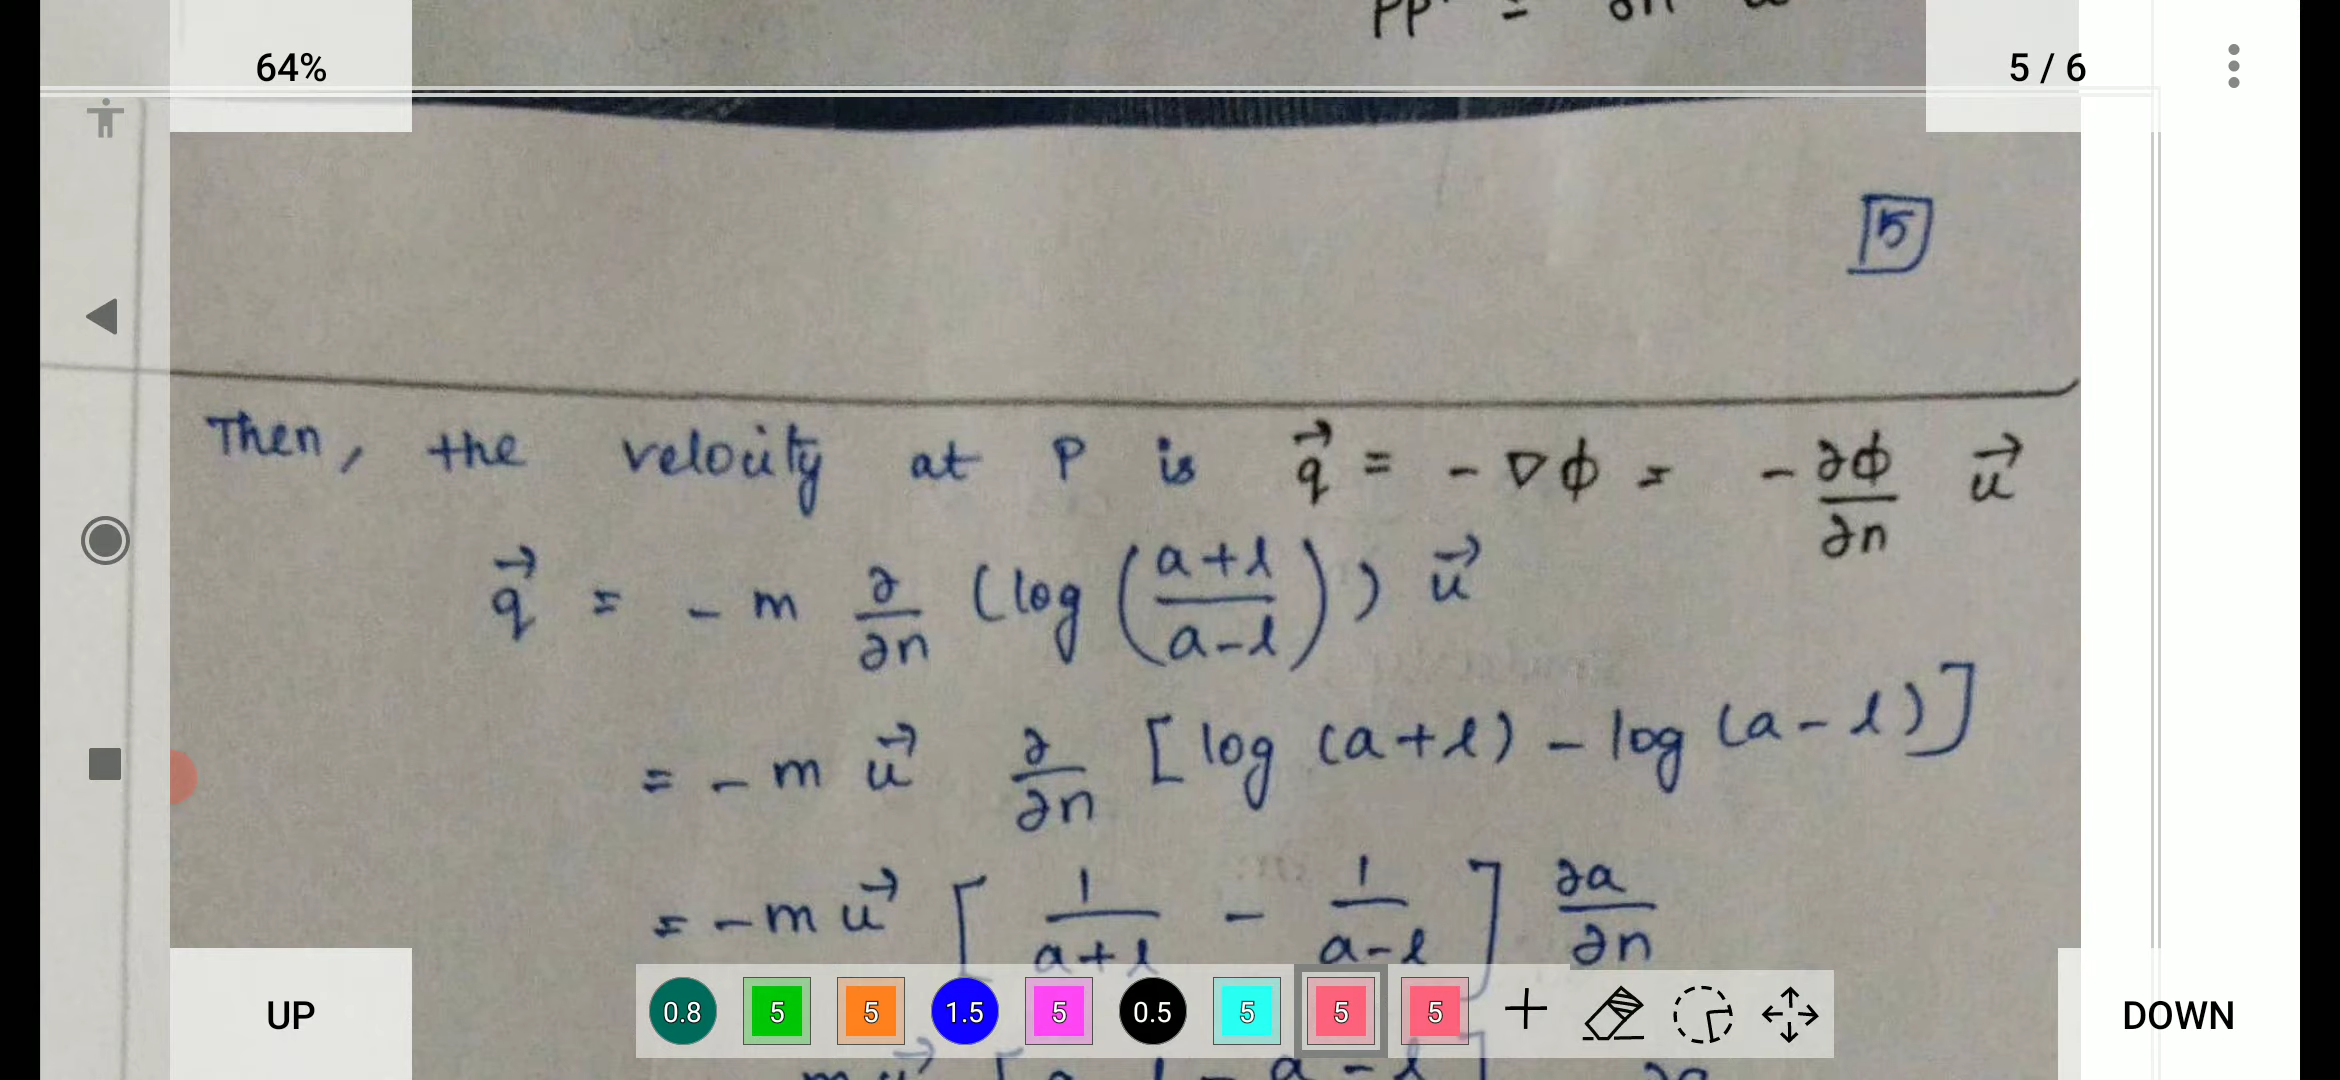 64%
5 / 6
5
Then, the velocity at P is q⃗ = - ∇ϕ = - ∂ϕ/∂n u⃗
q⃗ = - m ∂/∂n (log((a+l)/(a-l))) u⃗
= - m u⃗ ∂/∂n [log (a+l) - log (a-l)]
= - m u⃗ [1/(a+l) - 1/(a-l)] ∂a/∂n
UP
0.8 5 5 1.5 5 0.5 5 5 5
DOWN